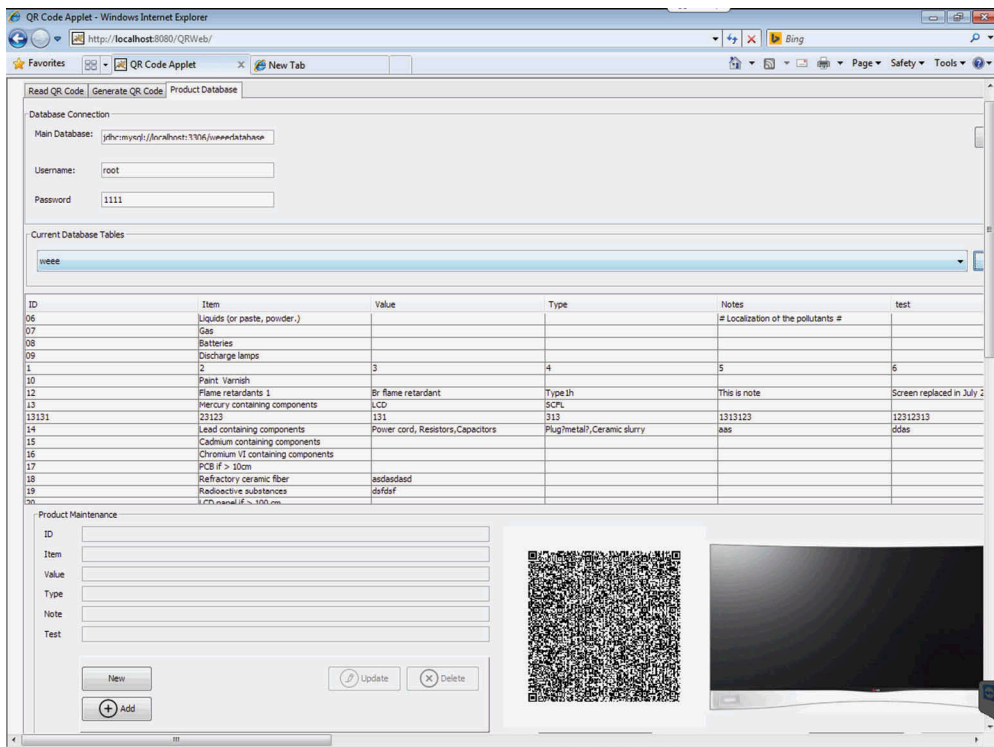 QR Code Applet - Windows Internet Explorer
http://localhost:8080/QRWeb/
Bing
Favorites
QR Code Applet
New Tab
Page
Safety
Tools
Read QR Code
Generate QR Code
Product Database
Database Connection
Main Database: jdbc:mysql://localhost:3306/weeedatabase
Username: root
Password 1111
Current Database Tables
weee
ID Item Value Type Notes test
06 Liquids (or paste, powder.) # Localization of the pollutants #
07 Gas
08 Batteries
09 Discharge lamps
1 2 3 4 5 6
10 Paint Varnish
12 Flame retardants 1 Br flame retardant Type1h This is note Screen replaced in July
13 Mercury containing components LCD SCFL
13131 23123 131 313 1313123 12312313
14 Lead containing components Power cord, Resistors,Capacitors Plug?metal?,Ceramic slurry aas ddas
15 Cadmium containing components
16 Chromium VI containing components
17 PCB if > 10cm
18 Refractory ceramic fiber asdasdasd
19 Radioactive substances dsfdsf
20 LCD panel if > 100 cm
Product Maintenance
ID
Item
Value
Type
Note
Test
New
Update
Delete
Add